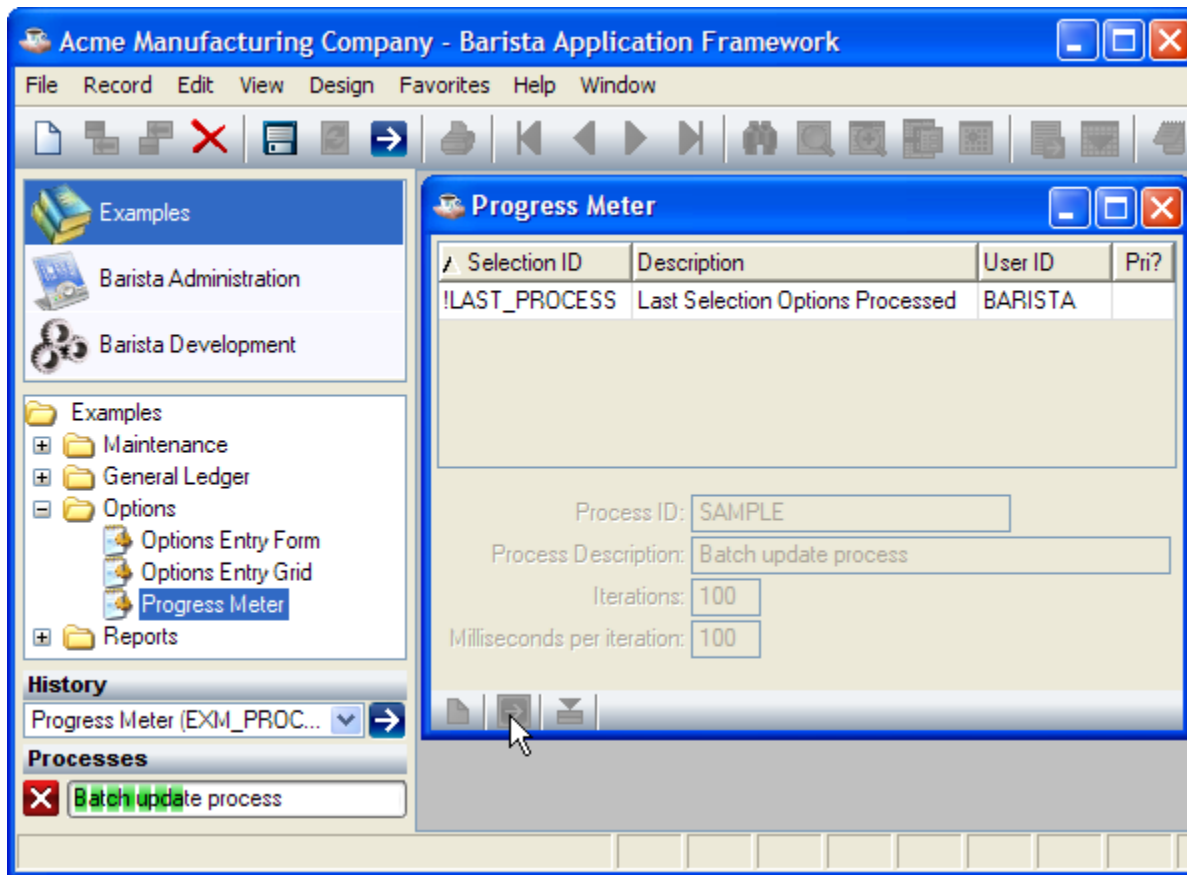 Acme Manufacturing Company - Barista Application Framework
File Record Edit View Design Favorites Help Window
Examples
Barista Administration
Barista Development
Examples
Maintenance
General Ledger
Options
Options Entry Form
Options Entry Grid
Progress Meter
Reports
History
Progress Meter (EXM_PROC...
Processes
Batch update process
Progress Meter
Selection ID Description User ID Pri?
!LAST_PROCESS Last Selection Options Processed BARISTA
Process ID: SAMPLE
Process Description: Batch update process
Iterations: 100
Milliseconds per iteration: 100